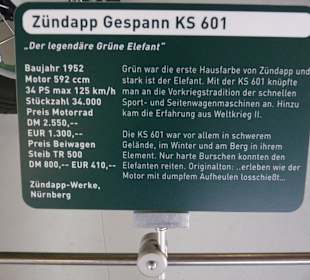 Zündapp Gespann KS 601
„Der legendäre Grüne Elefant“
Baujahr 1952
Motor 592 ccm
34 PS max 125 km/h
Stückzahl 34.000
Preis Motorrad
DM 2.550,--
EUR 1.300,--
Preis Beiwagen
Steib TR 500
DM 800,-- EUR 410,--
Zündapp-Werke,
Nürnberg
Grün war die erste Hausfarbe von Zündapp und
stark ist der Elefant. Mit der KS 601 knüpfte
man an die Vorkriegstradition der schnellen
Sport- und Seitenwagenmaschinen an. Hinzu
kam die Erfahrung aus Weltkrieg II.
Die KS 601 war vor allem in schwerem
Gelände, im Winter und am Berg in ihrem
Element. Nur harte Burschen konnten den
Elefanten reiten. Originalton: „erleben wie der
Motor mit dumpfem Aufheulen losschießt...